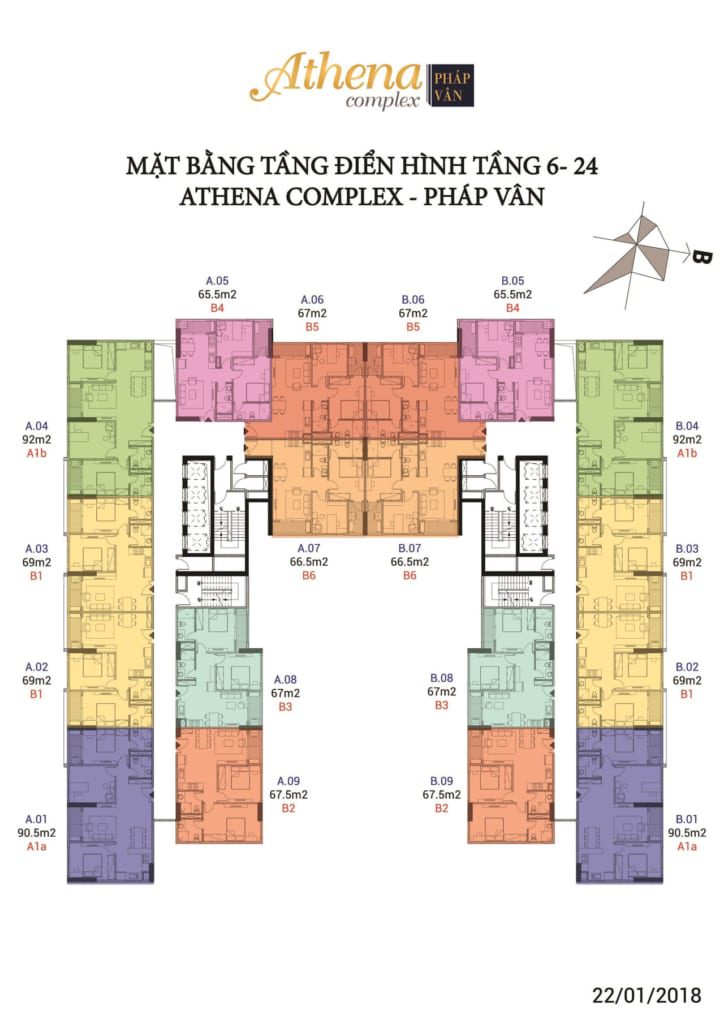 Athena
complex
PHÁP
VÂN
MẶT BẰNG TẦNG ĐIỂN HÌNH TẦNG 6- 24
ATHENA COMPLEX - PHÁP VÂN
B
A.05
65.5m2
B4
A.06
67m2
B5
B.06
67m2
B5
B.05
65.5m2
B4
A.04
92m2
A1b
B.04
92m2
A1b
A.03
69m2
B1
A.07
66.5m2
B6
B.07
66.5m2
B6
B.03
69m2
B1
A.02
69m2
B1
A.08
67m2
B3
B.08
67m2
B3
B.02
69m2
B1
A.09
67.5m2
B2
B.09
67.5m2
B2
A.01
90.5m2
A1a
B.01
90.5m2
A1a
22/01/2018